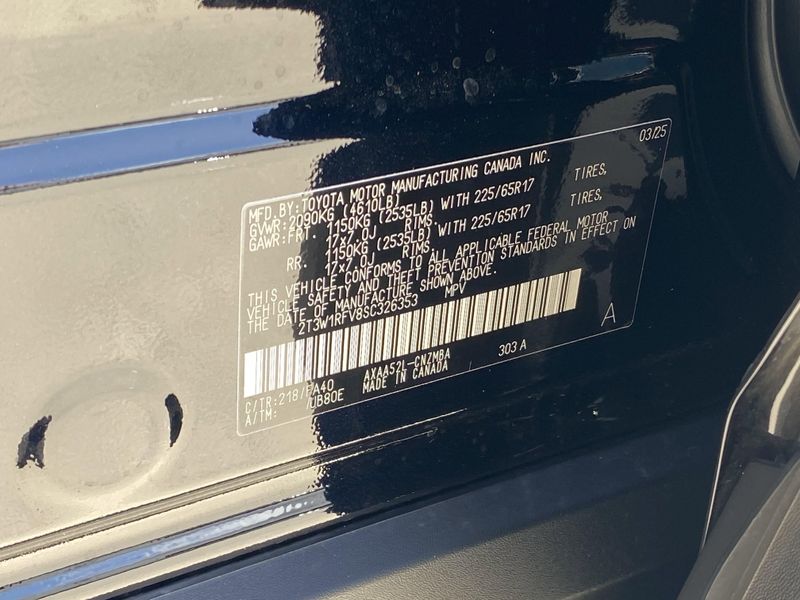 03/25
MFD.BY:TOYOTA MOTOR MANUFACTURING CANADA INC.
GVWR:2090KG (4610LB)
GAWR:FRT. 1150KG (2535LB) WITH 225/65R17 TIRES,
17x7.0J RIMS,
RR. 1150KG (2535LB) WITH 225/65R17 TIRES,
17x7.0J RIMS,
THIS VEHICLE CONFORMS TO ALL APPLICABLE FEDERAL MOTOR
VEHICLE SAFETY AND THEFT PREVENTION STANDARDS IN EFFECT ON
THE DATE OF MANUFACTURE SHOWN ABOVE.
2T3W1RFV8SC326353 MPV
A
C/TR:218/EA40 AXAA52L-CNZMBA 303 A
A/TM: /UB80E MADE IN CANADA